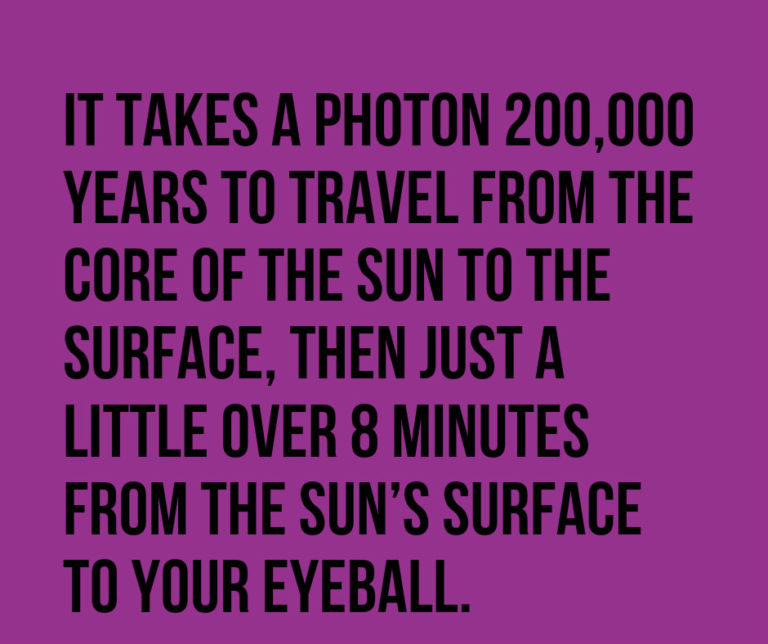 IT TAKES A PHOTON 200,000
YEARS TO TRAVEL FROM THE
CORE OF THE SUN TO THE
SURFACE, THEN JUST A
LITTLE OVER 8 MINUTES
FROM THE SUN’S SURFACE
TO YOUR EYEBALL.